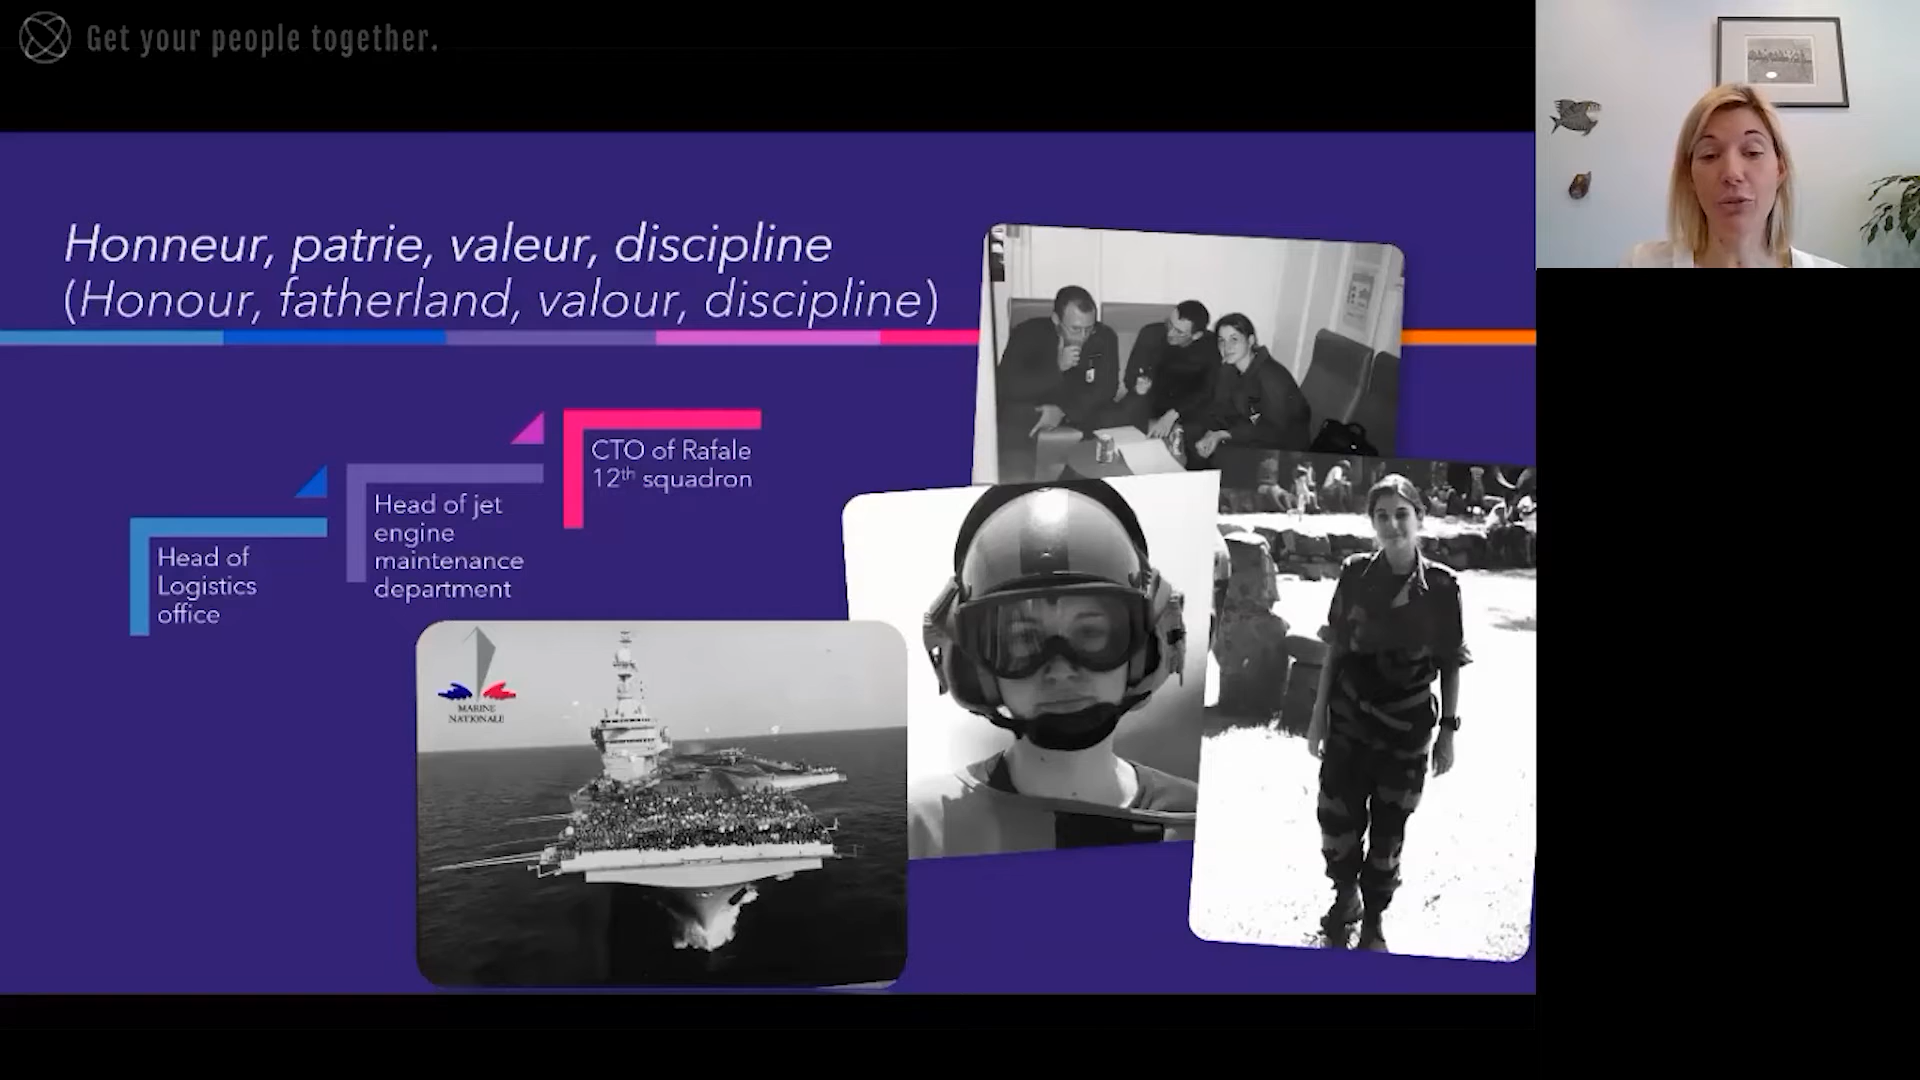 Get your people together.
Honneur, patrie, valeur, discipline
(Honour, fatherland, valour, discipline)
CTO of Rafale
12th squadron
Head of jet
engine
maintenance
department
Head of
Logistics
office
MARINE
NATIONALE